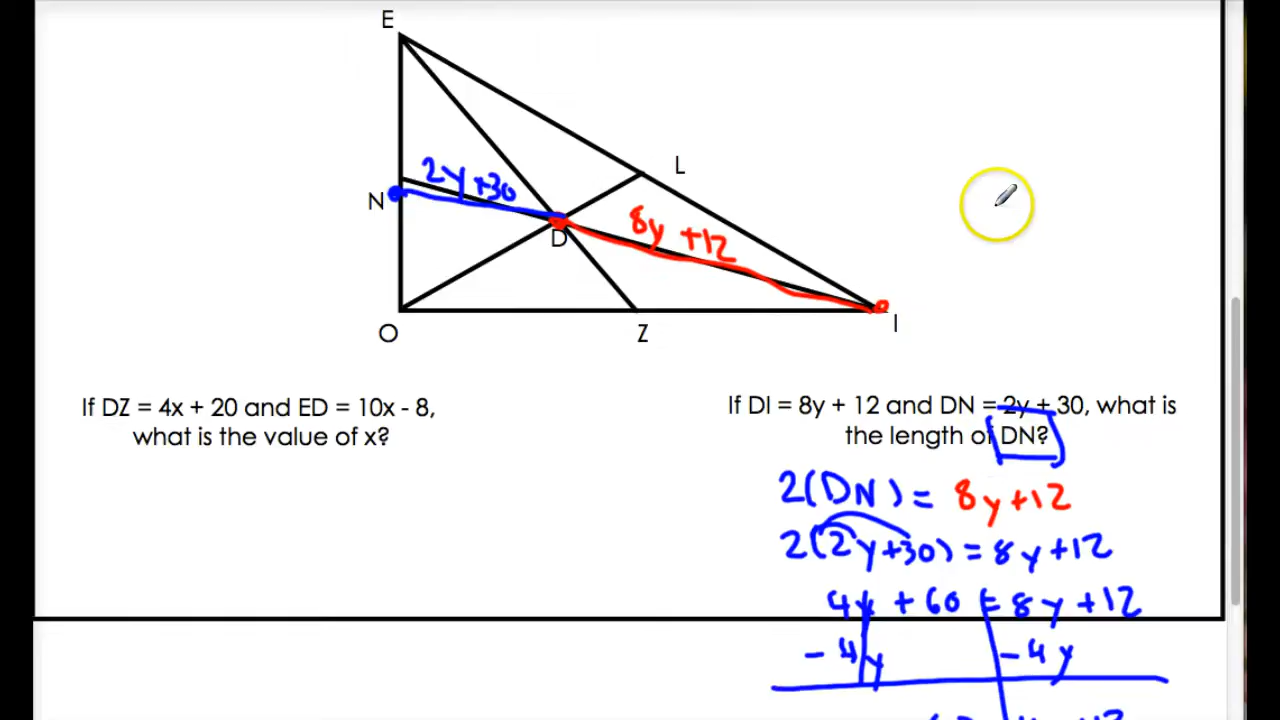 E
L
N
2y+30
8y +12
D
O
Z
I
If DZ = 4x + 20 and ED = 10x - 8,
what is the value of x?
If DI = 8y + 12 and DN = 2y + 30, what is
the length of DN?
2(DN) = 8y+12
2(2y+30) = 8y+12
4y + 60 = 8y +12
- 4y - 4y